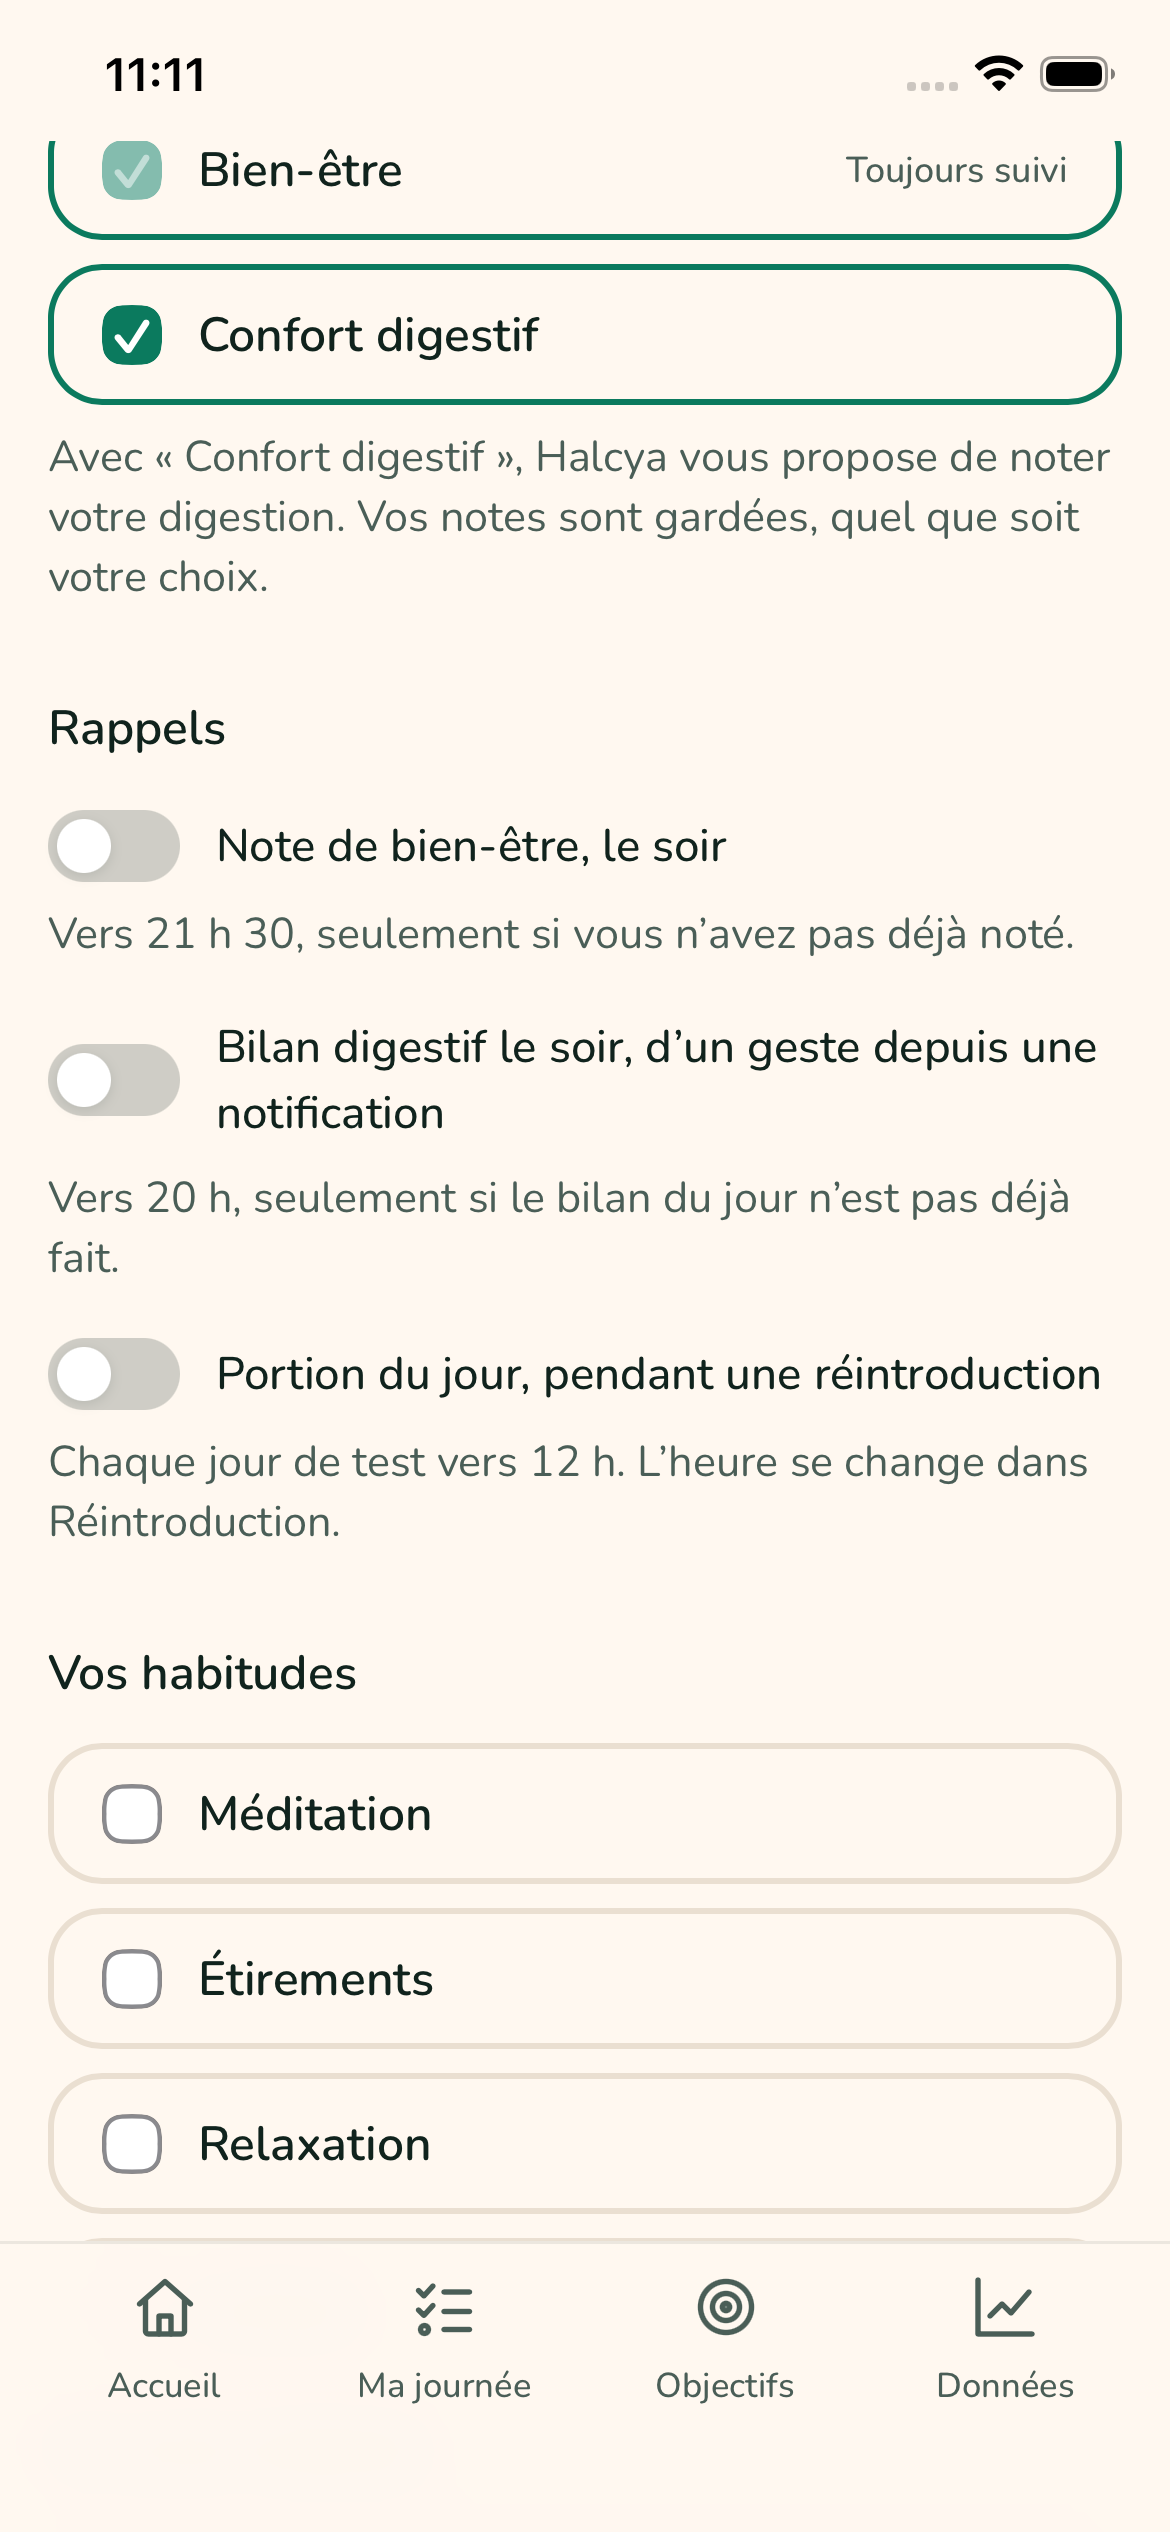 11:11
Bien-être
Toujours suivi
Confort digestif
Avec « Confort digestif », Halcya vous propose de noter
votre digestion. Vos notes sont gardées, quel que soit
votre choix.
Rappels
Note de bien-être, le soir
Vers 21 h 30, seulement si vous n’avez pas déjà noté.
Bilan digestif le soir, d’un geste depuis une
notification
Vers 20 h, seulement si le bilan du jour n’est pas déjà
fait.
Portion du jour, pendant une réintroduction
Chaque jour de test vers 12 h. L’heure se change dans
Réintroduction.
Vos habitudes
Méditation
Étirements
Relaxation
Accueil
Ma journée
Objectifs
Données